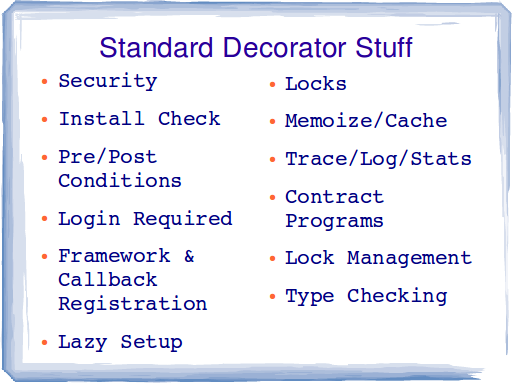 Standard Decorator Stuff
• Security
• Install Check
• Pre/Post
Conditions
• Login Required
• Framework &
Callback
Registration
• Lazy Setup
• Locks
• Memoize/Cache
• Trace/Log/Stats
• Contract
Programs
• Lock Management
• Type Checking